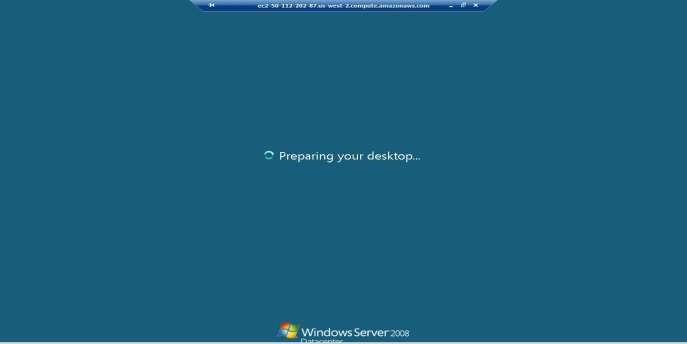 ec2-50-112-202-87.us-west-2.compute.amazonaws.com
Preparing your desktop...
Windows Server 2008
Datacenter